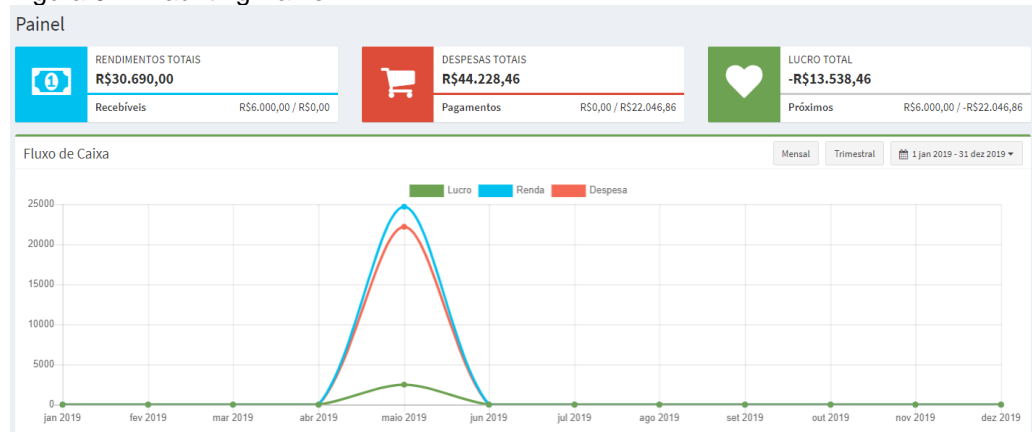 Painel
RENDIMENTOS TOTAIS
R$30.690,00
Recebíveis R$6.000,00 / R$0,00
DESPESAS TOTAIS
R$44.228,46
Pagamentos R$0,00 / R$22.046,86
LUCRO TOTAL
-R$13.538,46
Próximos R$6.000,00 / -R$22.046,86
Fluxo de Caixa
Mensal Trimestral 1 jan 2019 - 31 dez 2019
Lucro Renda Despesa
25000
20000
15000
10000
5000
0
jan 2019 fev 2019 mar 2019 abr 2019 maio 2019 jun 2019 jul 2019 ago 2019 set 2019 out 2019 nov 2019 dez 2019